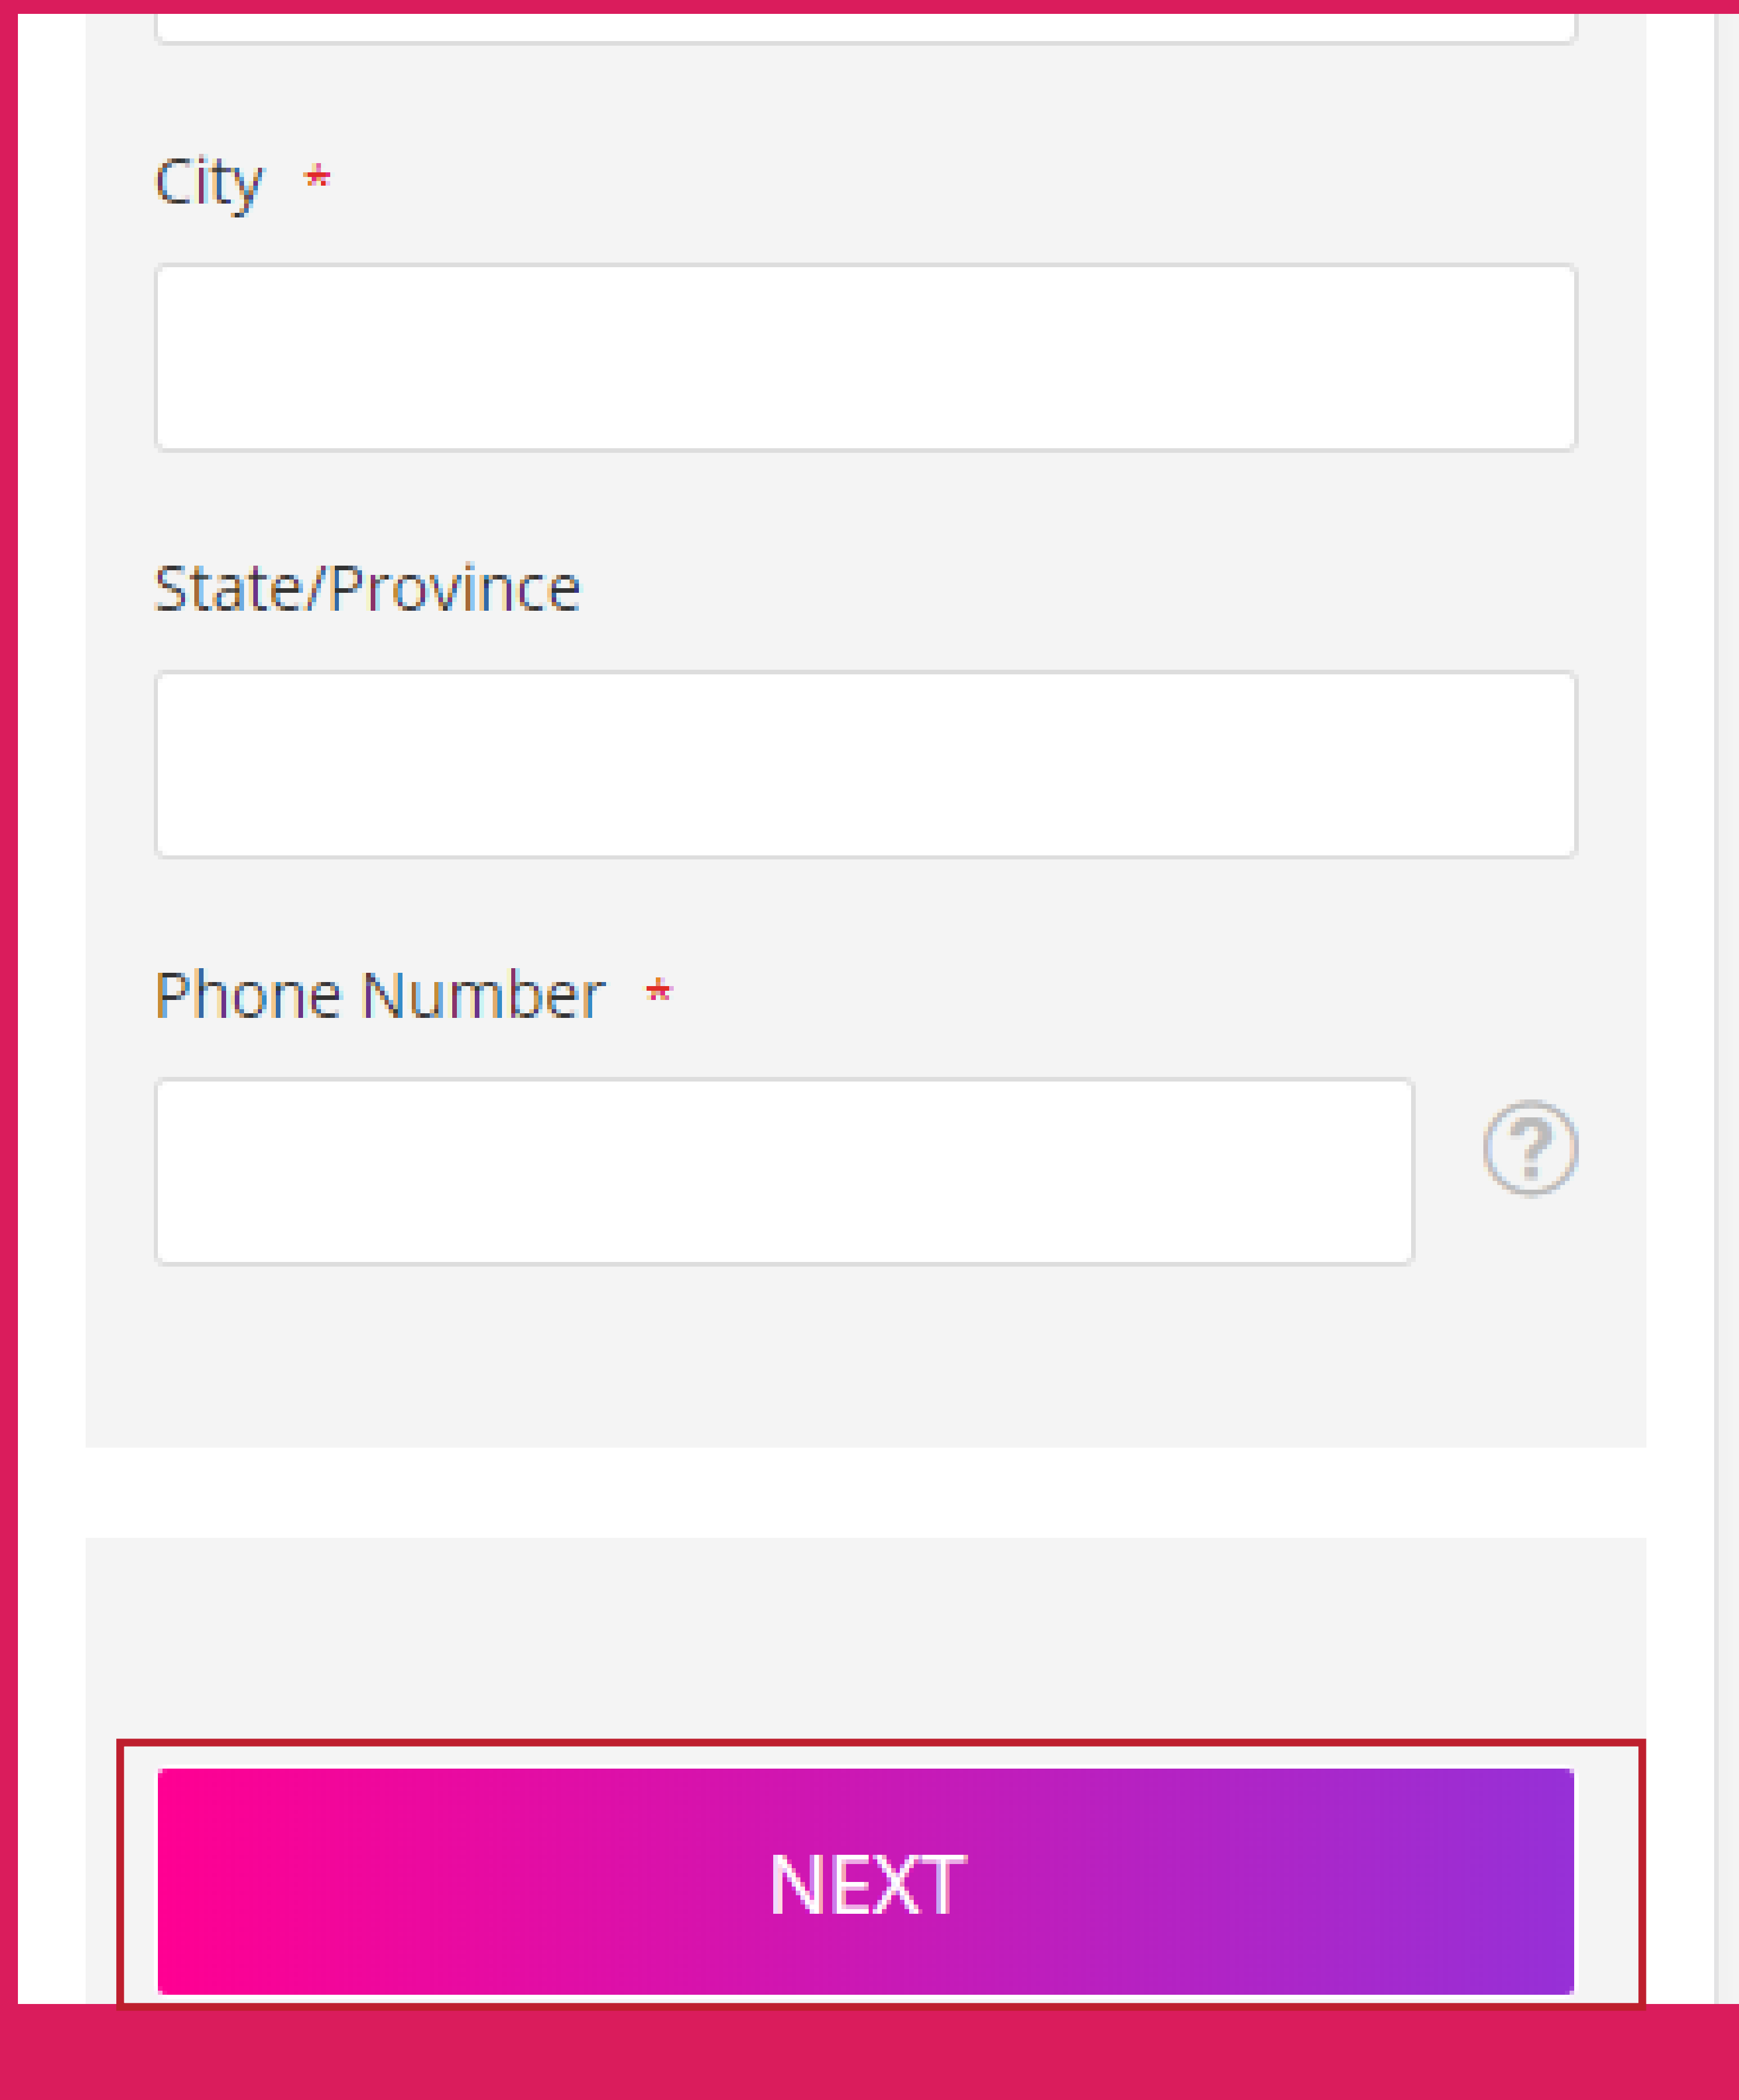 City *
State/Province
Phone Number *
?
NEXT